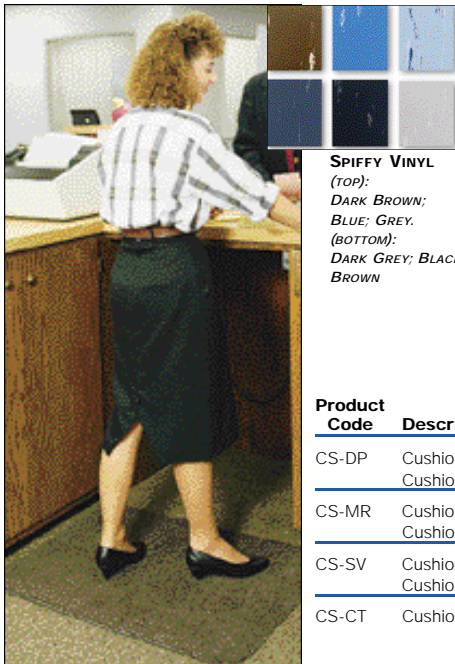 SPIFFY VINYL
(TOP):
DARK BROWN;
BLUE; GREY.
(BOTTOM):
DARK GREY;
BROWN
Product
Code
CS-DP
CS-MR
CS-SV
CS-CT